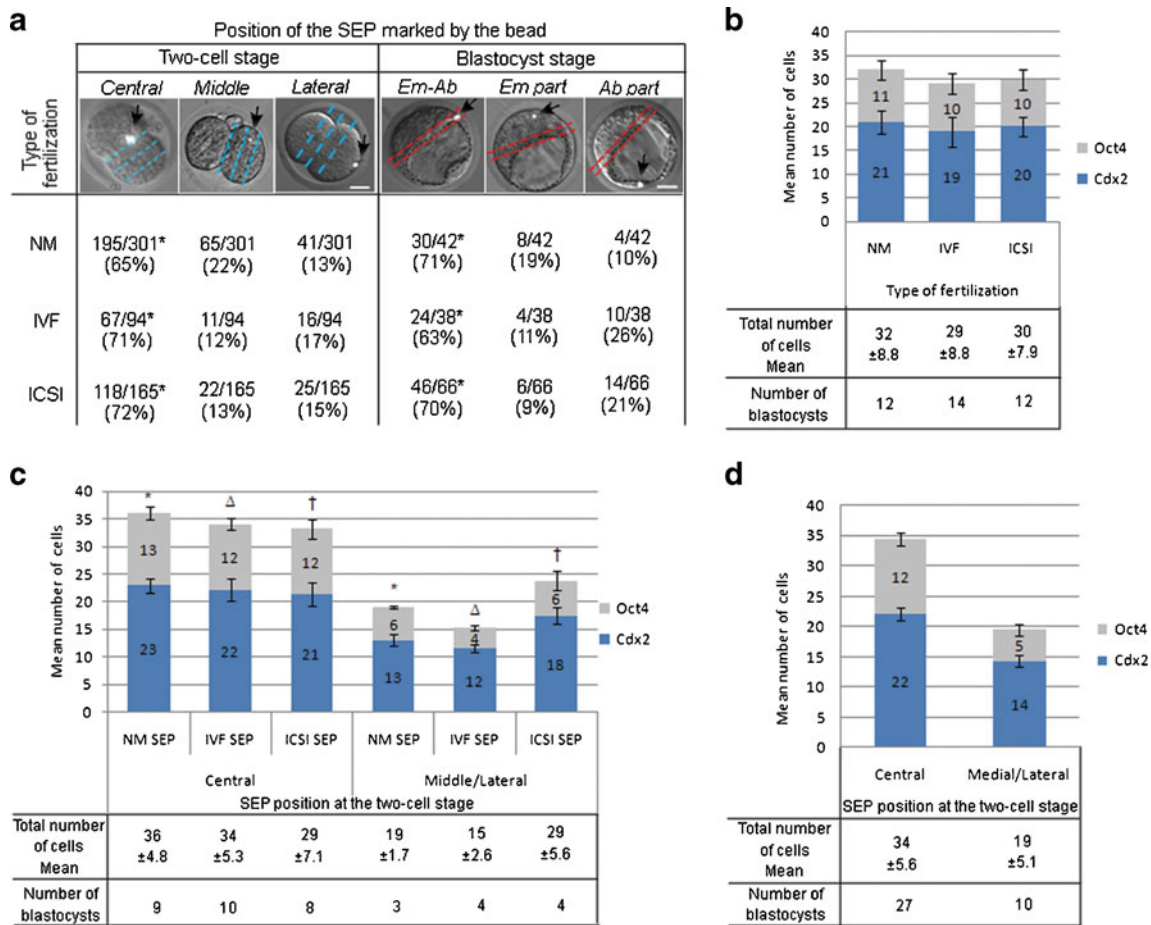 a
Position of the SEP marked by the bead
Two-cell stage Blastocyst stage
Type of fertilization
Central Middle Lateral Em-Ab Em part Ab part
NM 195/301* 65/301 41/301 30/42* 8/42 4/42
(65%) (22%) (13%) (71%) (19%) (10%)
IVF 67/94* 11/94 16/94 24/38* 4/38 10/38
(71%) (12%) (17%) (63%) (11%) (26%)
ICSI 118/165* 22/165 25/165 46/66* 6/66 14/66
(72%) (13%) (15%) (70%) (9%) (21%)
b
Mean number of cells
40
35
30
25
20
15
10
5
0
11 10 10
21 19 20
Oct4
Cdx2
NM IVF ICSI
Type of fertilization
Total number of cells Mean
32 29 30
±8.8 ±8.8 ±7.9
Number of blastocysts
12 14 12
c
Mean number of cells
40
35
30
25
20
15
10
5
0
* Δ † * Δ †
13 12 12 6 4 6
23 22 21 13 12 18
Oct4
Cdx2
NM SEP IVF SEP ICSI SEP NM SEP IVF SEP ICSI SEP
Central Middle/Lateral
SEP position at the two-cell stage
Total number of cells Mean
36 34 29 19 15 29
±4.8 ±5.3 ±7.1 ±1.7 ±2.6 ±5.6
Number of blastocysts
9 10 8 3 4 4
d
Mean number of cells
40
35
30
25
20
15
10
5
0
12 5
22 14
Oct4
Cdx2
Central Medial/Lateral
SEP position at the two-cell stage
Total number of cells Mean
34 19
±5.6 ±5.1
Number of blastocysts
27 10